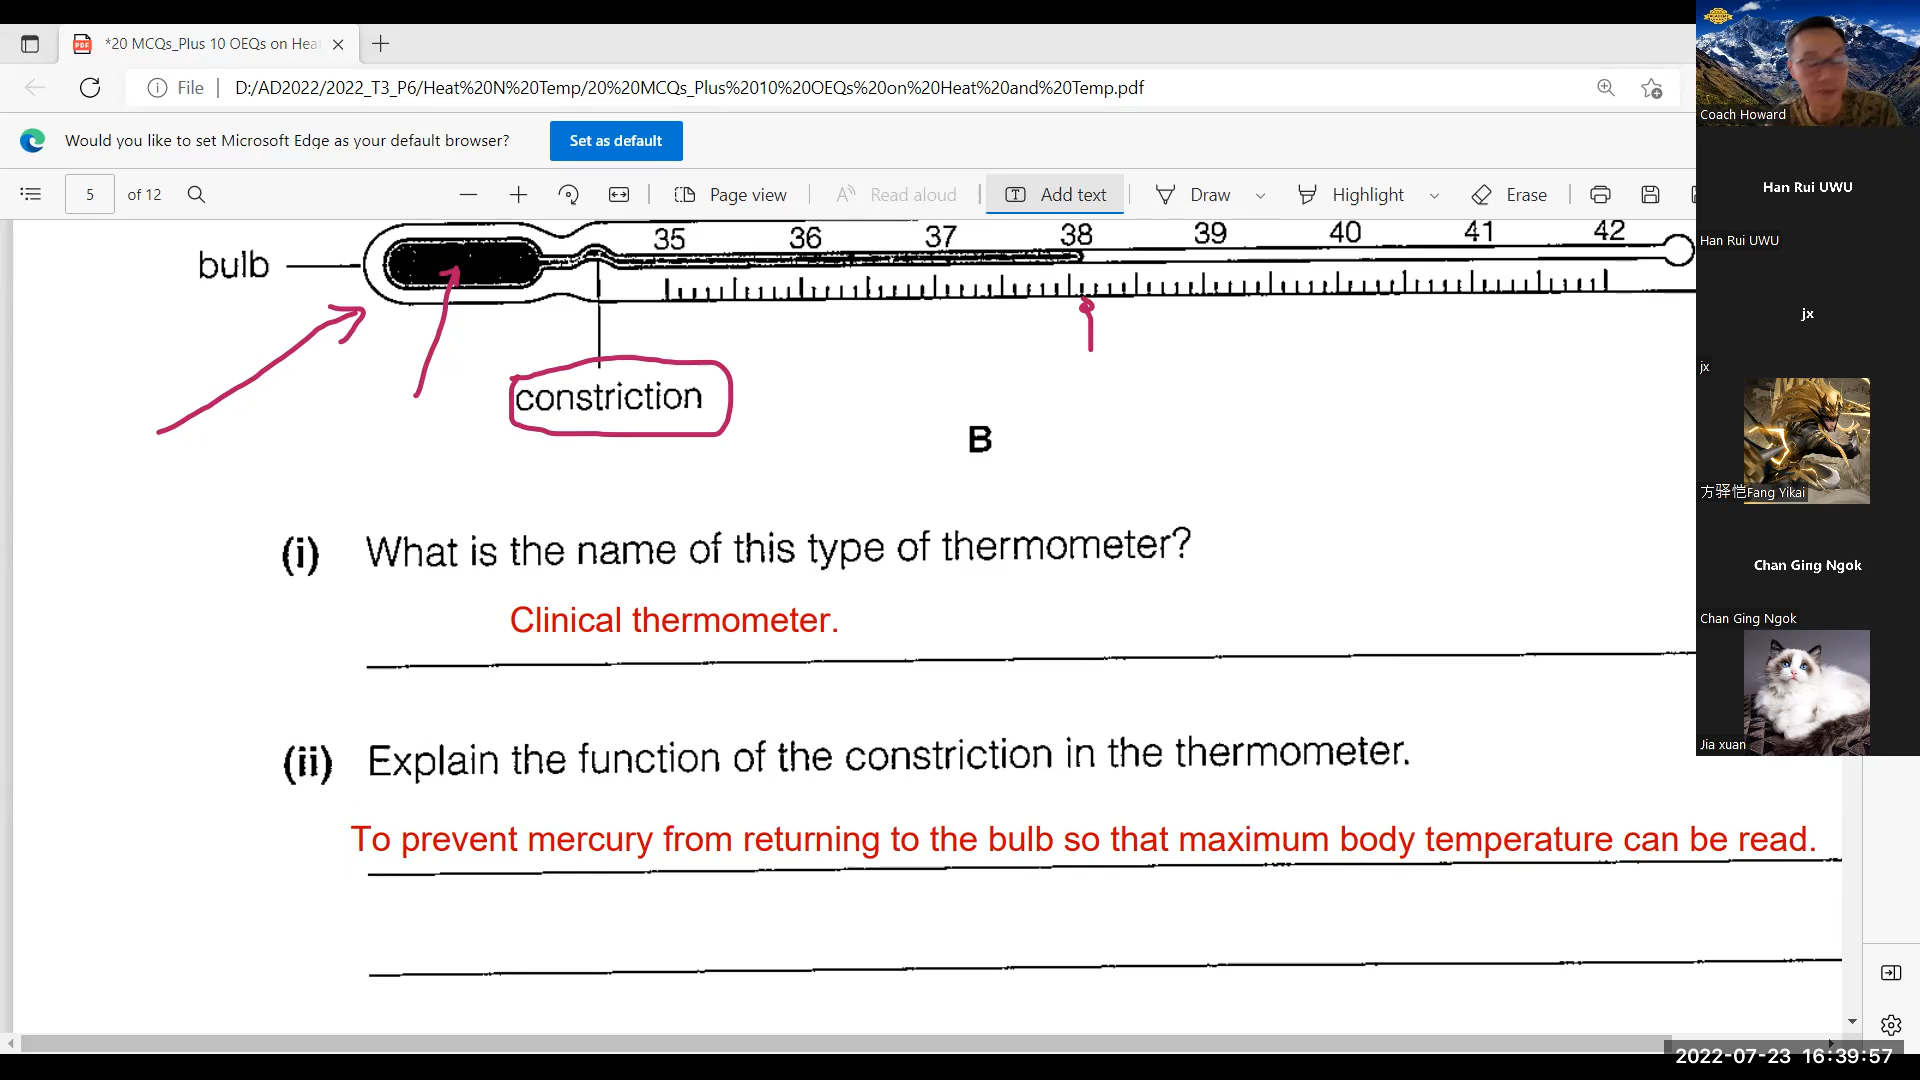 *20 MCQs_Plus 10 OEQs on Hea
File
D:/AD2022/2022_T3_P6/Heat%20N%20Temp/20%20MCQs_Plus%2010%20OEQs%20on%20Heat%20and%20Temp.pdf
Would you like to set Microsoft Edge as your default browser?
Set as default
5 of 12
Page view
Read aloud
Add text
Draw
Highlight
Erase
35 36 37 38 39 40 41 42
bulb
constriction
B
(i) What is the name of this type of thermometer?
Clinical thermometer.
(ii) Explain the function of the constriction in the thermometer.
To prevent mercury from returning to the bulb so that maximum body temperature can be read.
Coach Howard
Han Rui UWU
Han Rui UWU
jx
jx
方驿恺Fang Yikai
Chan Ging Ngok
Chan Ging Ngok
Jia xuan
2022-07-23 16:39:57